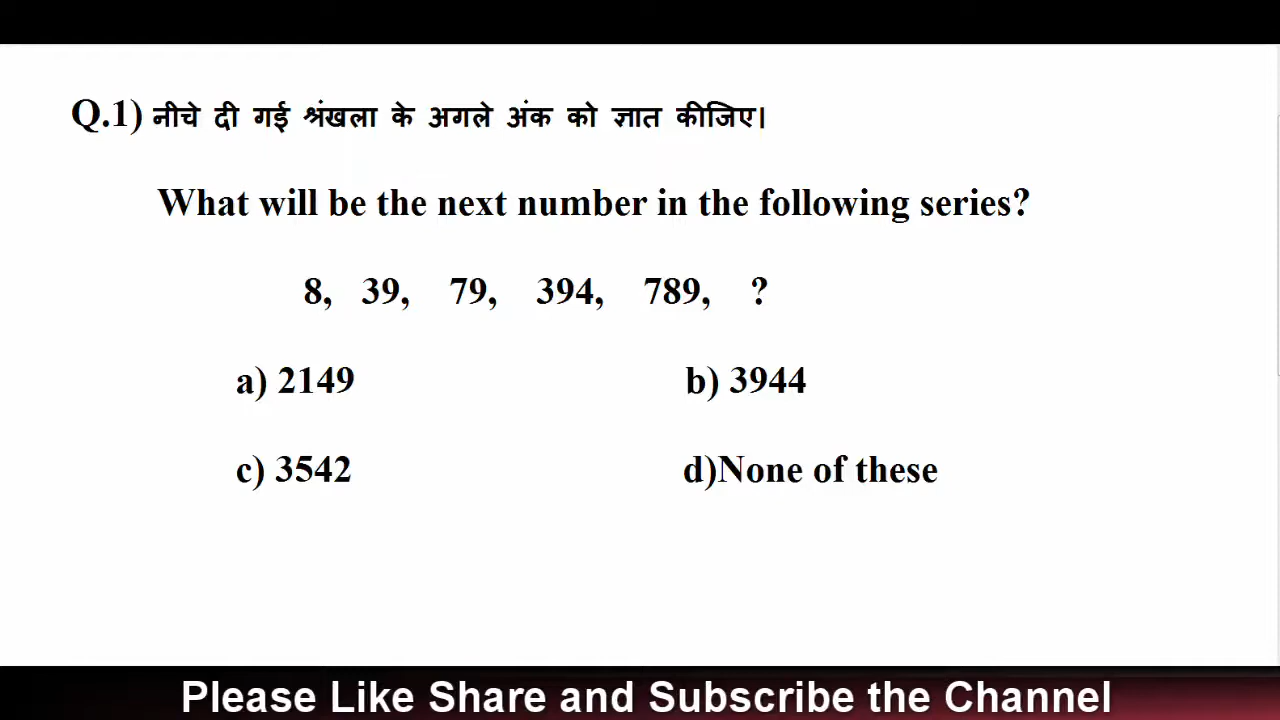 Q.1) नीचे दी गई श्रंखला के अगले अंक को ज्ञात कीजिए।
What will be the next number in the following series?
8, 39, 79, 394, 789, ?
a) 2149 b) 3944
c) 3542 d)None of these
Please Like Share and Subscribe the Channel